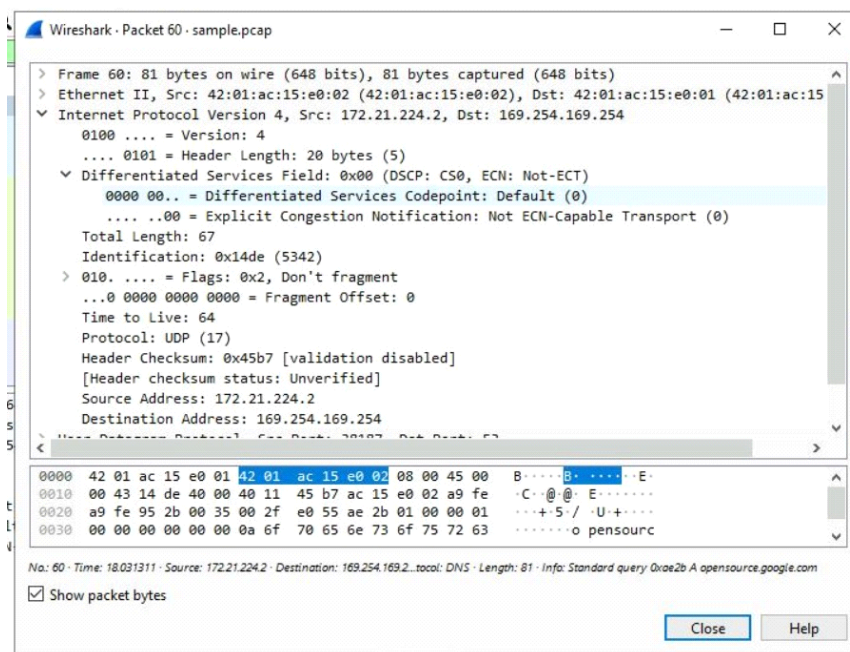 Wireshark · Packet 60 · sample.pcap
Frame 60: 81 bytes on wire (648 bits), 81 bytes captured (648 bits)
Ethernet II, Src: 42:01:ac:15:e0:02 (42:01:ac:15:e0:02), Dst: 42:01:ac:15:e0:01 (42:01:ac:15
Internet Protocol Version 4, Src: 172.21.224.2, Dst: 169.254.169.254
0100 .... = Version: 4
.... 0101 = Header Length: 20 bytes (5)
Differentiated Services Field: 0x00 (DSCP: CS0, ECN: Not-ECT)
0000 00.. = Differentiated Services Codepoint: Default (0)
.... ..00 = Explicit Congestion Notification: Not ECN-Capable Transport (0)
Total Length: 67
Identification: 0x14de (5342)
010. .... = Flags: 0x2, Don't fragment
...0 0000 0000 0000 = Fragment Offset: 0
Time to Live: 64
Protocol: UDP (17)
Header Checksum: 0x45b7 [validation disabled]
[Header checksum status: Unverified]
Source Address: 172.21.224.2
Destination Address: 169.254.169.254
User Datagram Protocol, Src Port: 38187, Dst Port: 53
0000 42 01 ac 15 e0 01 42 01 ac 15 e0 02 08 00 45 00 B·····B· ····E·
0010 00 43 14 de 40 00 40 11 45 b7 ac 15 e0 02 a9 fe ·C··@·@· E·······
0020 a9 fe 95 2b 00 35 00 2f e0 55 ae 2b 01 00 00 01 ···+·5·/ ·U·+····
0030 00 00 00 00 00 00 0a 6f 70 65 6e 73 6f 75 72 63 ·······o pensourc
No.: 60 · Time: 18.031311 · Source: 172.21.224.2 · Destination: 169.254.169.2...tocol: DNS · Length: 81 · Info: Standard query 0xae2b A opensource.google.com
Show packet bytes
Close Help